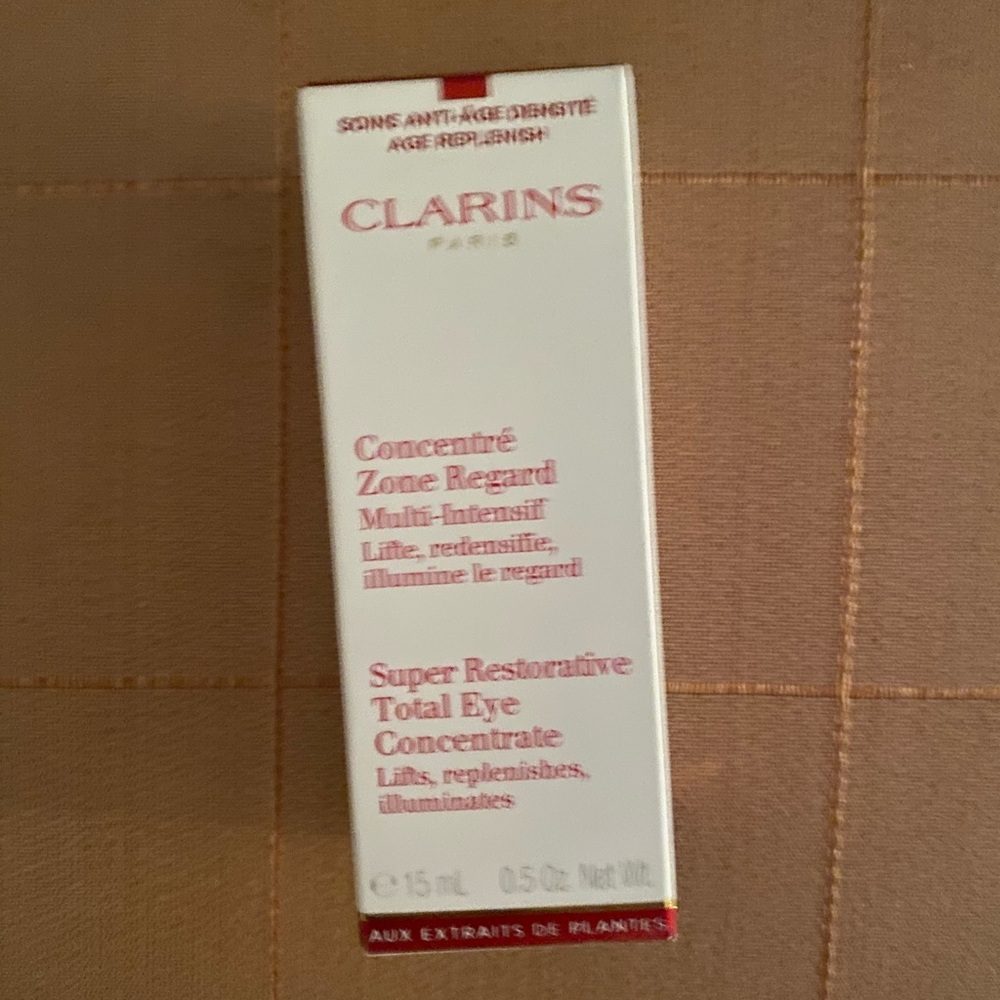 SOINS ANTI-ÂGE DENSITÉ
AGE REPLENISH
CLARINS
PARIS
Concentré
Zone Regard
Multi-Intensif
Lifte, redensifie,
illumine le regard
Super Restorative
Total Eye
Concentrate
Lifts, replenishes,
illuminates
℮ 15 mL 0.5 Oz. Net Wt.
AUX EXTRAITS DE PLANTES